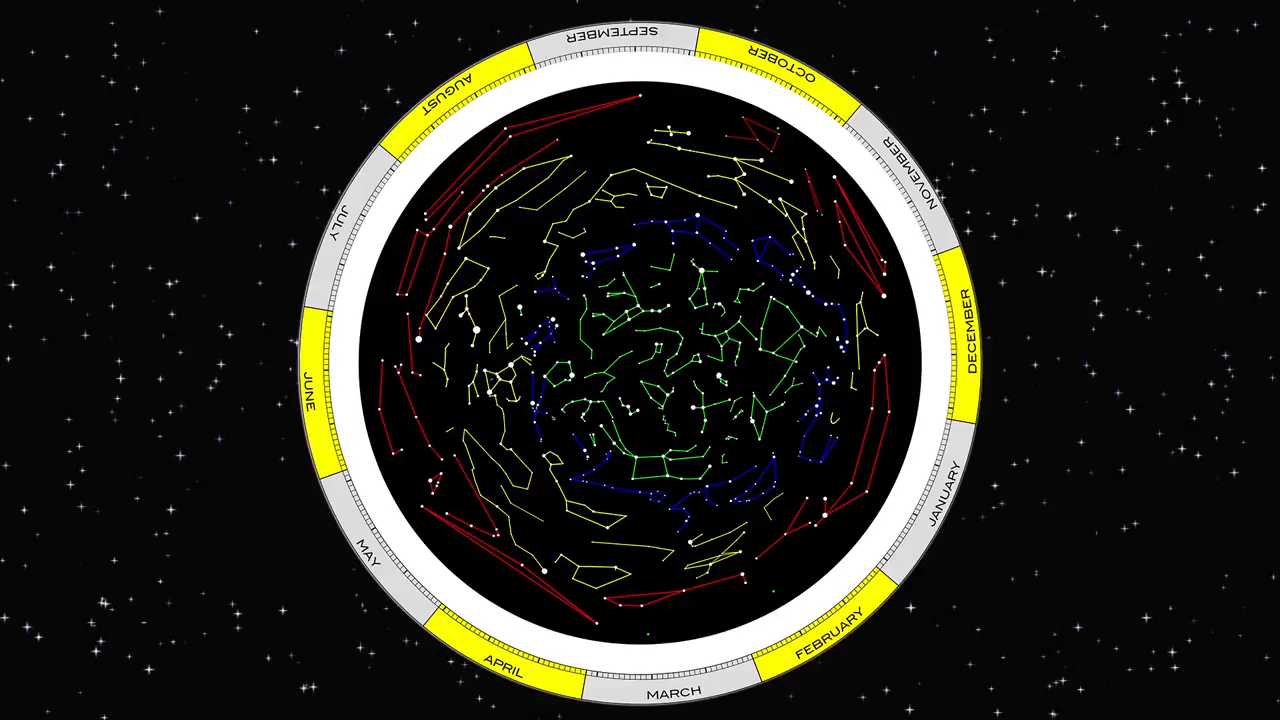 SEPTEMBER
OCTOBER
NOVEMBER
DECEMBER
JANUARY
FEBRUARY
MARCH
APRIL
MAY
JUNE
JULY
AUGUST